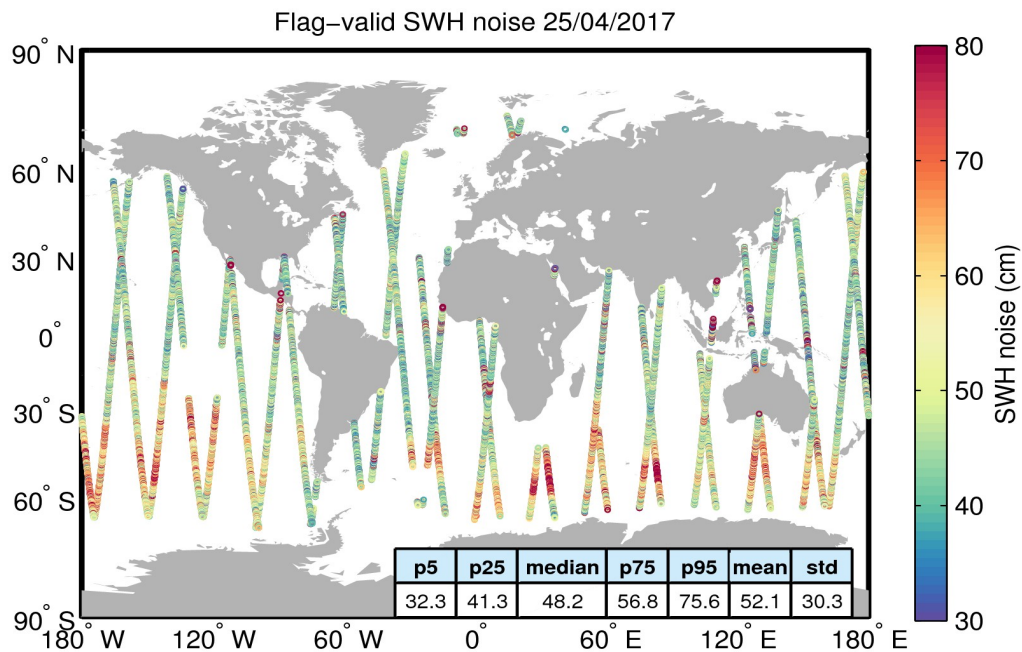 Flag−valid SWH noise 25/04/2017
90° N
60° N
30° N
0°
30° S
60° S
90° S
180° W
120° W
60° W
0°
60° E
120° E
180° E
80
70
60
50
40
30
SWH noise (cm)
p5 p25 median p75 p95 mean std
32.3 41.3 48.2 56.8 75.6 52.1 30.3